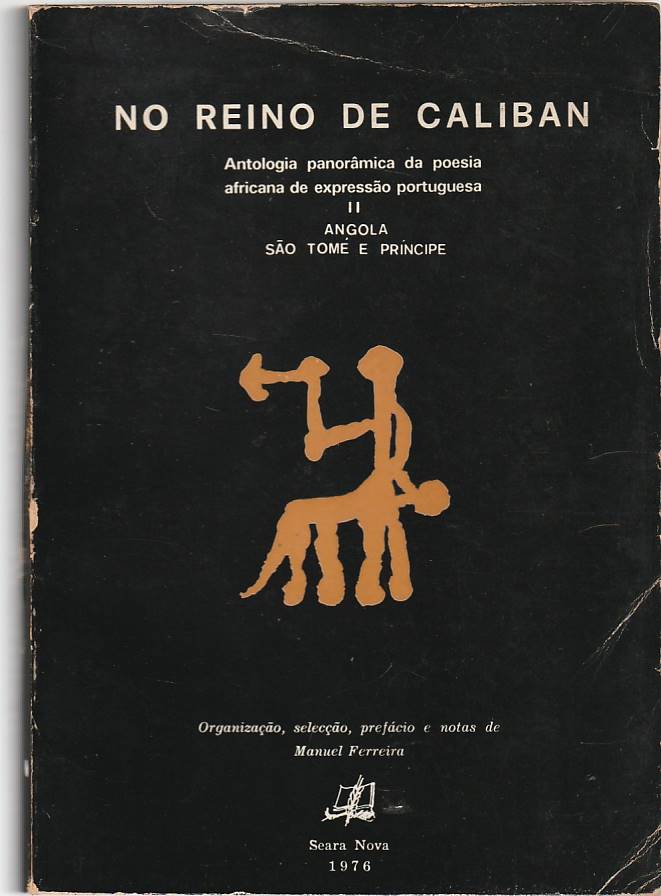 NO REINO DE CALIBAN
Antologia panorâmica da poesia
africana de expressão portuguesa
II
ANGOLA
SÃO TOMÉ E PRÍNCIPE
Organização, selecção, prefácio e notas de
Manuel Ferreira
Seara Nova
1976